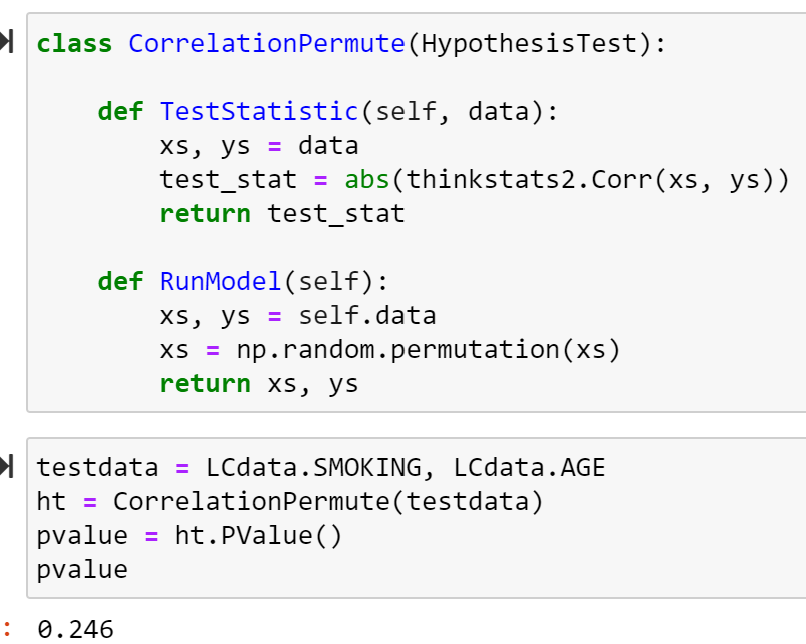 class CorrelationPermute(HypothesisTest):
def TestStatistic(self, data):
xs, ys = data
test_stat = abs(thinkstats2.Corr(xs, ys))
return test_stat
def RunModel(self):
xs, ys = self.data
xs = np.random.permutation(xs)
return xs, ys
testdata = LCdata.SMOKING, LCdata.AGE
ht = CorrelationPermute(testdata)
pvalue = ht.PValue()
pvalue
: 0.246